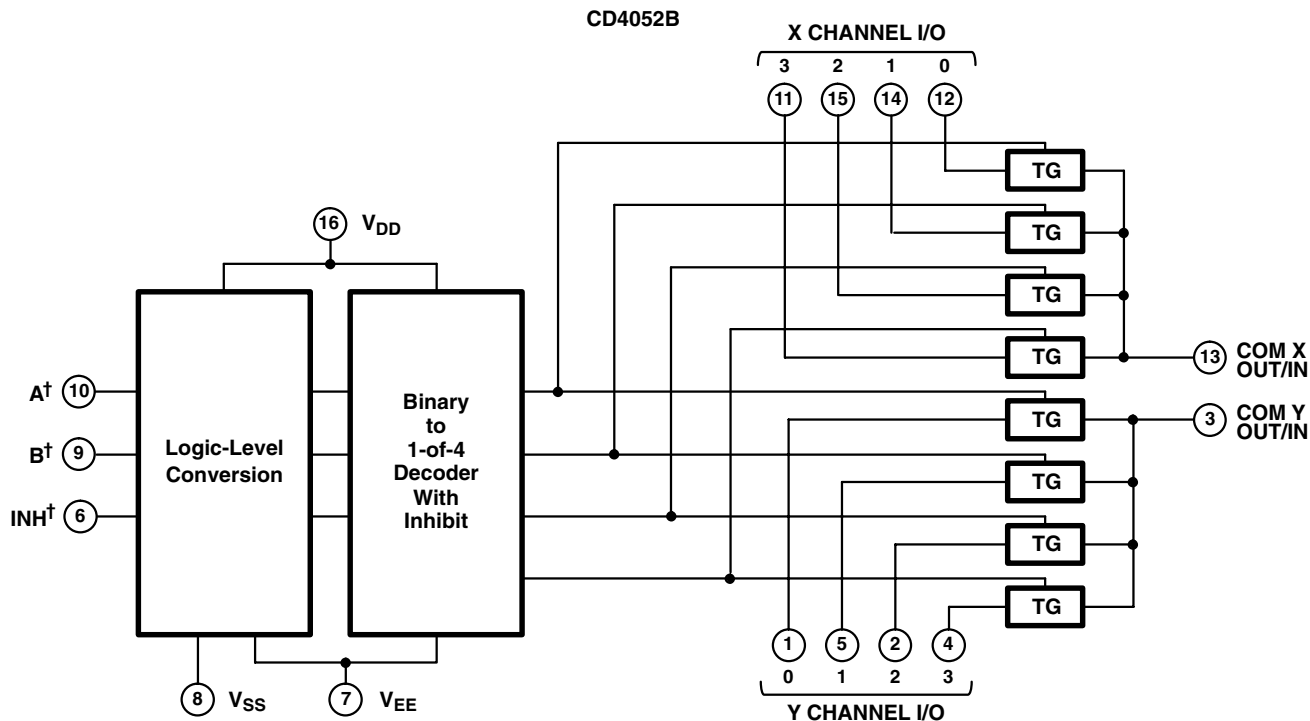 CD4052B
X CHANNEL I/O
3 2 1 0
11 15 14 12
TG
TG
TG
TG
16 VDD
13 COM X
OUT/IN
A† 10
B† 9
INH† 6
Logic-Level
Conversion
Binary
to
1-of-4
Decoder
With
Inhibit
TG
TG
TG
TG
3 COM Y
OUT/IN
8 VSS
7 VEE
1 5 2 4
0 1 2 3
Y CHANNEL I/O